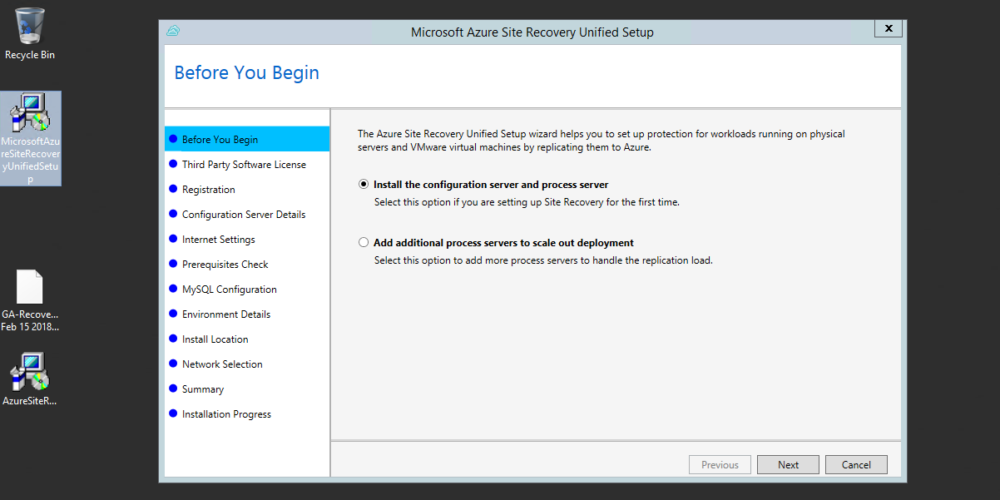 Recycle Bin
MicrosoftAzu
reSiteRecover
yUnifiedSetu
p
GA-Recove...
Feb 15 2018...
AzureSiteR...
Microsoft Azure Site Recovery Unified Setup
x
Before You Begin
Before You Begin
Third Party Software License
Registration
Configuration Server Details
Internet Settings
Prerequisites Check
MySQL Configuration
Environment Details
Install Location
Network Selection
Summary
Installation Progress
The Azure Site Recovery Unified Setup wizard helps you to set up protection for workloads running on physical
servers and VMware virtual machines by replicating them to Azure.
Install the configuration server and process server
Select this option if you are setting up Site Recovery for the first time.
Add additional process servers to scale out deployment
Select this option to add more process servers to handle the replication load.
Previous
Next
Cancel